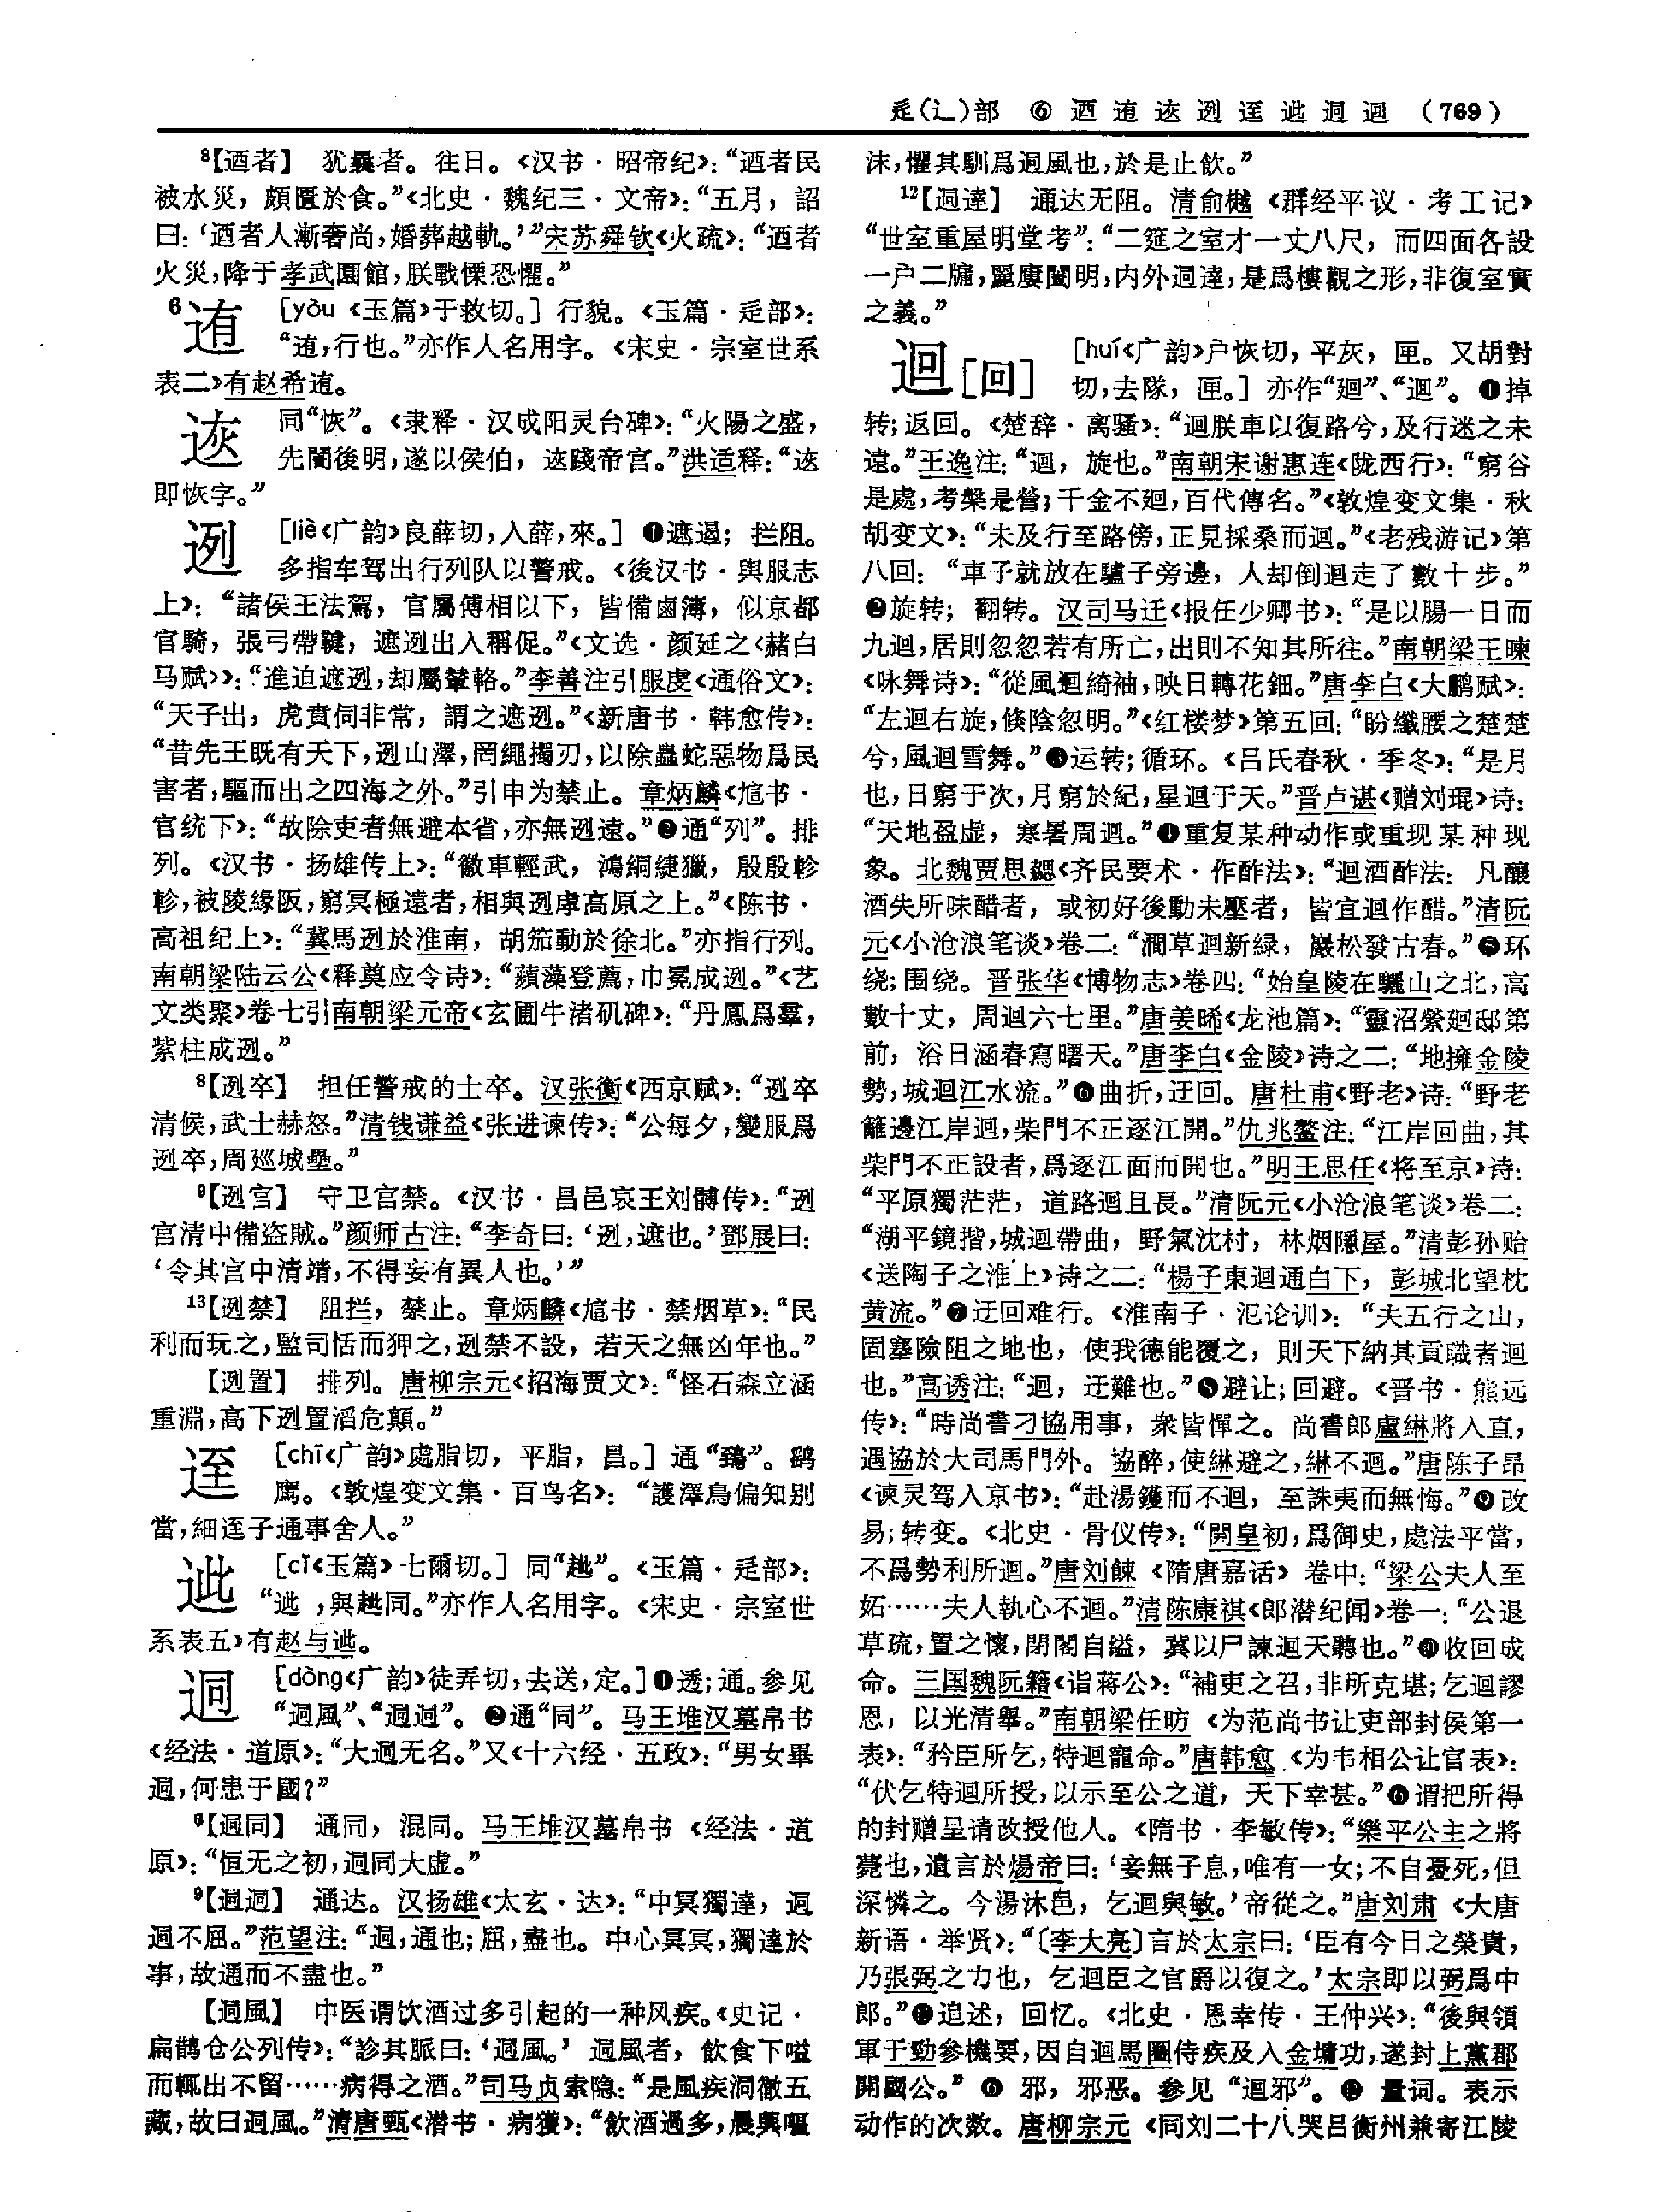 辵(辶)部　⑥迺逌迯迾迣迡迵迴（769）
⁸【迺者】　犹曩者。往日。《汉书·昭帝纪》：“迺者民
被水災，頗匱於食。”《北史·魏纪三·文帝》：“五月，詔
曰：‘迺者人漸奢尚，婚葬越軌。’”宋苏舜钦《火疏》：“迺者
火災，降于孝武園館，朕戰慄恐懼。”
⁶迶　［yòu《玉篇》于救切。］行貌。《玉篇·辵部》：
“迶，行也。”亦作人名用字。《宋史·宗室世系
表二》有赵希迶。
同“恢”。《隶释·汉成阳灵台碑》：“火陽之盛，
先闇後明，遂以侯伯，𨒬踐帝宫。”洪适释：“𨒬
即恢字。”
迾　［liè《广韵》良薛切，入薛，來。］❶遮遏；拦阻。
多指车驾出行列队以警戒。《後汉书·舆服志
上》：“諸侯王法駕，官屬傅相以下，皆備鹵簿，似京都
官騎，張弓帶鞬，遮迾出入稱促。”《文选·颜延之〈赭白
马赋〉》：“進迫遮迾，却屬輦輅。”李善注引服虔《通俗文》：
“天子出，虎賁伺非常，謂之遮迾。”《新唐书·韩愈传》：
“昔先王既有天下，迾山澤，罔繩擉刃，以除蟲蛇惡物爲民
害者，驅而出之四海之外。”引申为禁止。章炳麟《訄书·
官统下》：“故除吏者無避本省，亦無迾遠。”❷通“列”。排
列。《汉书·扬雄传上》：“徽車輕武，鴻絧緁獵，殷殷軫
軫，被陵緣阪，窮冥極遠者，相與迾虖高原之上。”《陈书·
高祖纪上》：“冀馬迾於淮南，胡笳動於徐北。”亦指行列。
南朝梁陆云公《释奠应令诗》：“蘋藻登薦，巾冕成迾。”《艺
文类聚》卷七引南朝梁元帝《玄圃牛渚矶碑》：“丹鳳爲羣，
紫柱成迾。”
⁸【迾卒】　担任警戒的士卒。汉张衡《西京赋》：“迾卒
清候，武士赫怒。”清钱谦益《张进谏传》：“公每夕，變服爲
迾卒，周廵城壘。”
⁹【迾宫】　守卫宫禁。《汉书·昌邑哀王刘髆传》：“迾
宫清中備盗賊。”颜师古注：“李奇曰：‘迾，遮也。’鄧展曰：
‘令其宫中清靖，不得妄有異人也。’”
¹³【迾禁】　阻拦，禁止。章炳麟《訄书·禁烟草》：“民
利而玩之，監司恬而狎之，迾禁不設，若天之無凶年也。”
【迾置】　排列。唐柳宗元《招海贾文》：“怪石森立涵
重淵，高下迾置滔危顛。”
［chī《广韵》處脂切，平脂，昌。］通“鵄”。鹞
鹰。《敦煌变文集·百鸟名》：“護澤鳥偏知别
當，細𨒌子通事舍人。”
［cǐ《玉篇》七爾切。］同“𧺼”。《玉篇·辵部》：
“𨒤，與𧺼同。”亦作人名用字。《宋史·宗室世
系表五》有赵与𨒤。
迵　［dòng《广韵》徒弄切，去送，定。］❶透；通。参见
“迵風”、“迵迵”。❷通“同”。马王堆汉墓帛书
《经法·道原》：“大迵无名。”又《十六经·五政》：“男女畢
迵，何患于國？”
⁶【迵同】　通同，混同。马王堆汉墓帛书《经法·道
原》：“恒无之初，迵同大虚。”
⁹【迵迵】　通达。汉扬雄《太玄·达》：“中冥獨達，迵
迵不屈。”范望注：“迵，通也；屈，盡也。中心冥冥，獨達於
事，故通而不盡也。”
【迵風】　中医谓饮酒过多引起的一种风疾。《史记·
扁鹊仓公列传》：“診其脈曰：‘迵風。’迵風者，飲食下嗌
而輒出不留……病得之酒。”司马贞索隐：“是風疾洞徹五
藏，故曰迵風。”清唐甄《潜书·病獲》：“飲酒過多，晨興嘔
沫，懼其馴爲迵風也，於是止飲。”
¹²【迵達】　通达无阻。清俞樾《群经平议·考工记》
“世室重屋明堂考”：“二筵之室才一丈八尺，而四面各設
一户二牖，麗廔闓明，内外迵達，是爲樓觀之形，非復室實
之義。”
迴［回］　［huí《广韵》户恢切，平灰，匣。又胡對
切，去隊，匣。］亦作“廻”、“逥”。❶掉
转；返回。《楚辞·离骚》：“迴朕車以復路兮，及行迷之未
遠。”王逸注：“迴，旋也。”南朝宋谢惠连《陇西行》：“窮谷
是處，考槃是營；千金不廻，百代傳名。”《敦煌变文集·秋
胡变文》：“未及行至路傍，正見採桑而迴。”《老残游记》第
八回：“車子就放在驢子旁邊，人却倒迴走了數十步。”
❷旋转；翻转。汉司马迁《报任少卿书》：“是以腸一日而
九迴，居則忽忽若有所亡，出則不知其所往。”南朝梁王暕
《咏舞诗》：“從風迴綺袖，映日轉花鈿。”唐李白《大鹏赋》：
“左迴右旋，倏陰忽明。”《红楼梦》第五回：“盼纖腰之楚楚
兮，風迴雪舞。”❸运转；循环。《吕氏春秋·季冬》：“是月
也，日窮于次，月窮於紀，星迴于天。”晋卢谌《赠刘琨》诗：
“天地盈虚，寒暑周迴。”❹重复某种动作或重现某种现
象。北魏贾思勰《齐民要术·作酢法》：“迴酒酢法：凡釀
酒失所味醋者，或初好後動未壓者，皆宜迴作醋。”清阮
元《小沧浪笔谈》卷二：“澗草迴新緑，巖松發古春。”❺环
绕；围绕。晋张华《博物志》卷四：“始皇陵在驪山之北，高
數十丈，周迴六七里。”唐姜晞《龙池篇》：“靈沼縈廻邸第
前，浴日涵春寫曙天。”唐李白《金陵》诗之二：“地擁金陵
勢，城迴江水流。”❻曲折，迂回。唐杜甫《野老》诗：“野老
籬邊江岸迴，柴門不正逐江開。”仇兆鳌注：“江岸回曲，其
柴門不正設者，爲逐江面而開也。”明王思任《将至京》诗：
“平原獨茫茫，道路迴且長。”清阮元《小沧浪笔谈》卷二：
“湖平鏡揩，城迴帶曲，野氣沈村，林烟隱屋。”清彭孙贻
《送陶子之淮上》诗之二：“楊子東迴通白下，彭城北望枕
黄流。”❼迂回难行。《淮南子·氾论训》：“夫五行之山，
固塞險阻之地也，使我德能覆之，則天下納其貢職者迴
也。”高诱注：“迴，迂難也。”❽避让；回避。《晋书·熊远
传》：“時尚書刁協用事，衆皆憚之。尚書郎盧綝將入直，
遇協於大司馬門外。協醉，使綝避之，綝不迴。”唐陈子昂
《谏灵驾入京书》：“赴湯鑊而不迴，至誅夷而無悔。”❾改
易；转变。《北史·骨仪传》：“開皇初，爲御史，處法平當，
不爲勢利所迴。”唐刘餗《隋唐嘉话》卷中：“梁公夫人至
妬……夫人執心不迴。”清陈康祺《郎潜纪闻》卷一：“公退
草疏，置之懷，閉閣自縊，冀以尸諫迴天聽也。”❿收回成
命。三国魏阮籍《诣蒋公》：“補吏之召，非所克堪；乞迴謬
恩，以光清舉。”南朝梁任昉《为范尚书让吏部封侯第一
表》：“矜臣所乞，特迴寵命。”唐韩愈《为韦相公让官表》：
“伏乞特迴所授，以示至公之道，天下幸甚。”⓫谓把所得
的封赠呈请改授他人。《隋书·李敏传》：“樂平公主之將
薨也，遺言於煬帝曰：‘妾無子息，唯有一女；不自憂死，但
深憐之。今湯沐邑，乞迴與敏。’帝從之。”唐刘肃《大唐
新语·举贤》：“〔李大亮〕言於太宗曰：‘臣有今日之榮貴，
乃張弼之力也，乞迴臣之官爵以復之。’太宗即以弼爲中
郎。”⓬追述，回忆。《北史·恩幸传·王仲兴》：“後與領
軍于勁參機要，因自迴馬圈侍疾及入金墉功，遂封上黨郡
開國公。”⓭邪，邪恶。参见“迴邪”。⓮量词。表示
动作的次数。唐柳宗元《同刘二十八哭吕衡州兼寄江陵